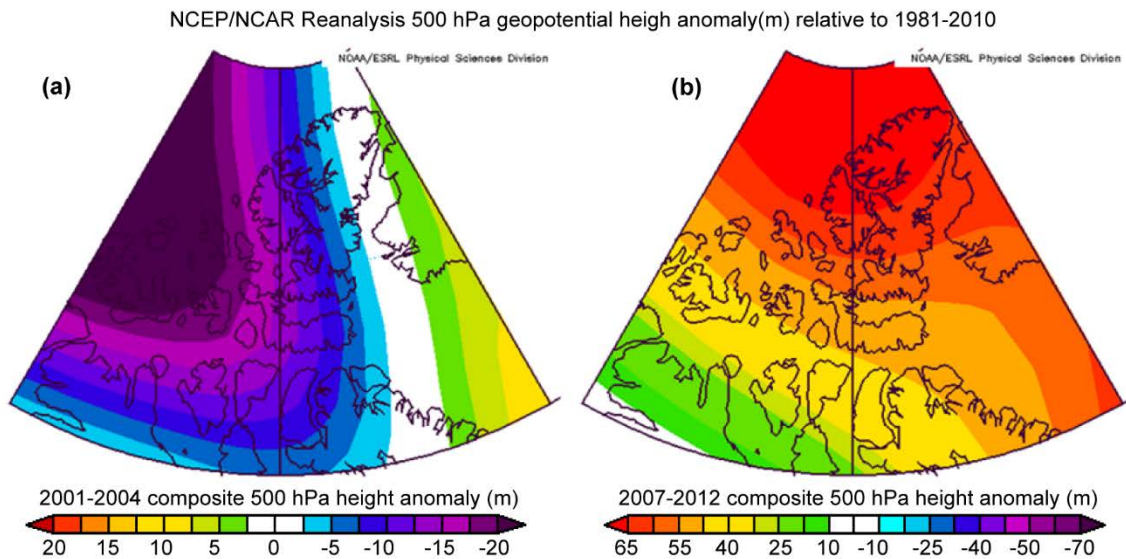 NCEP/NCAR Reanalysis 500 hPa geopotential heigh anomaly(m) relative to 1981-2010
NOAA/ESRL Physical Sciences Division
(a)
NOAA/ESRL Physical Sciences Division
(b)
2001-2004 composite 500 hPa height anomaly (m)
20 15 10 5 0 -5 -10 -15 -20
2007-2012 composite 500 hPa height anomaly (m)
65 55 40 25 10 -10 -25 -40 -50 -70